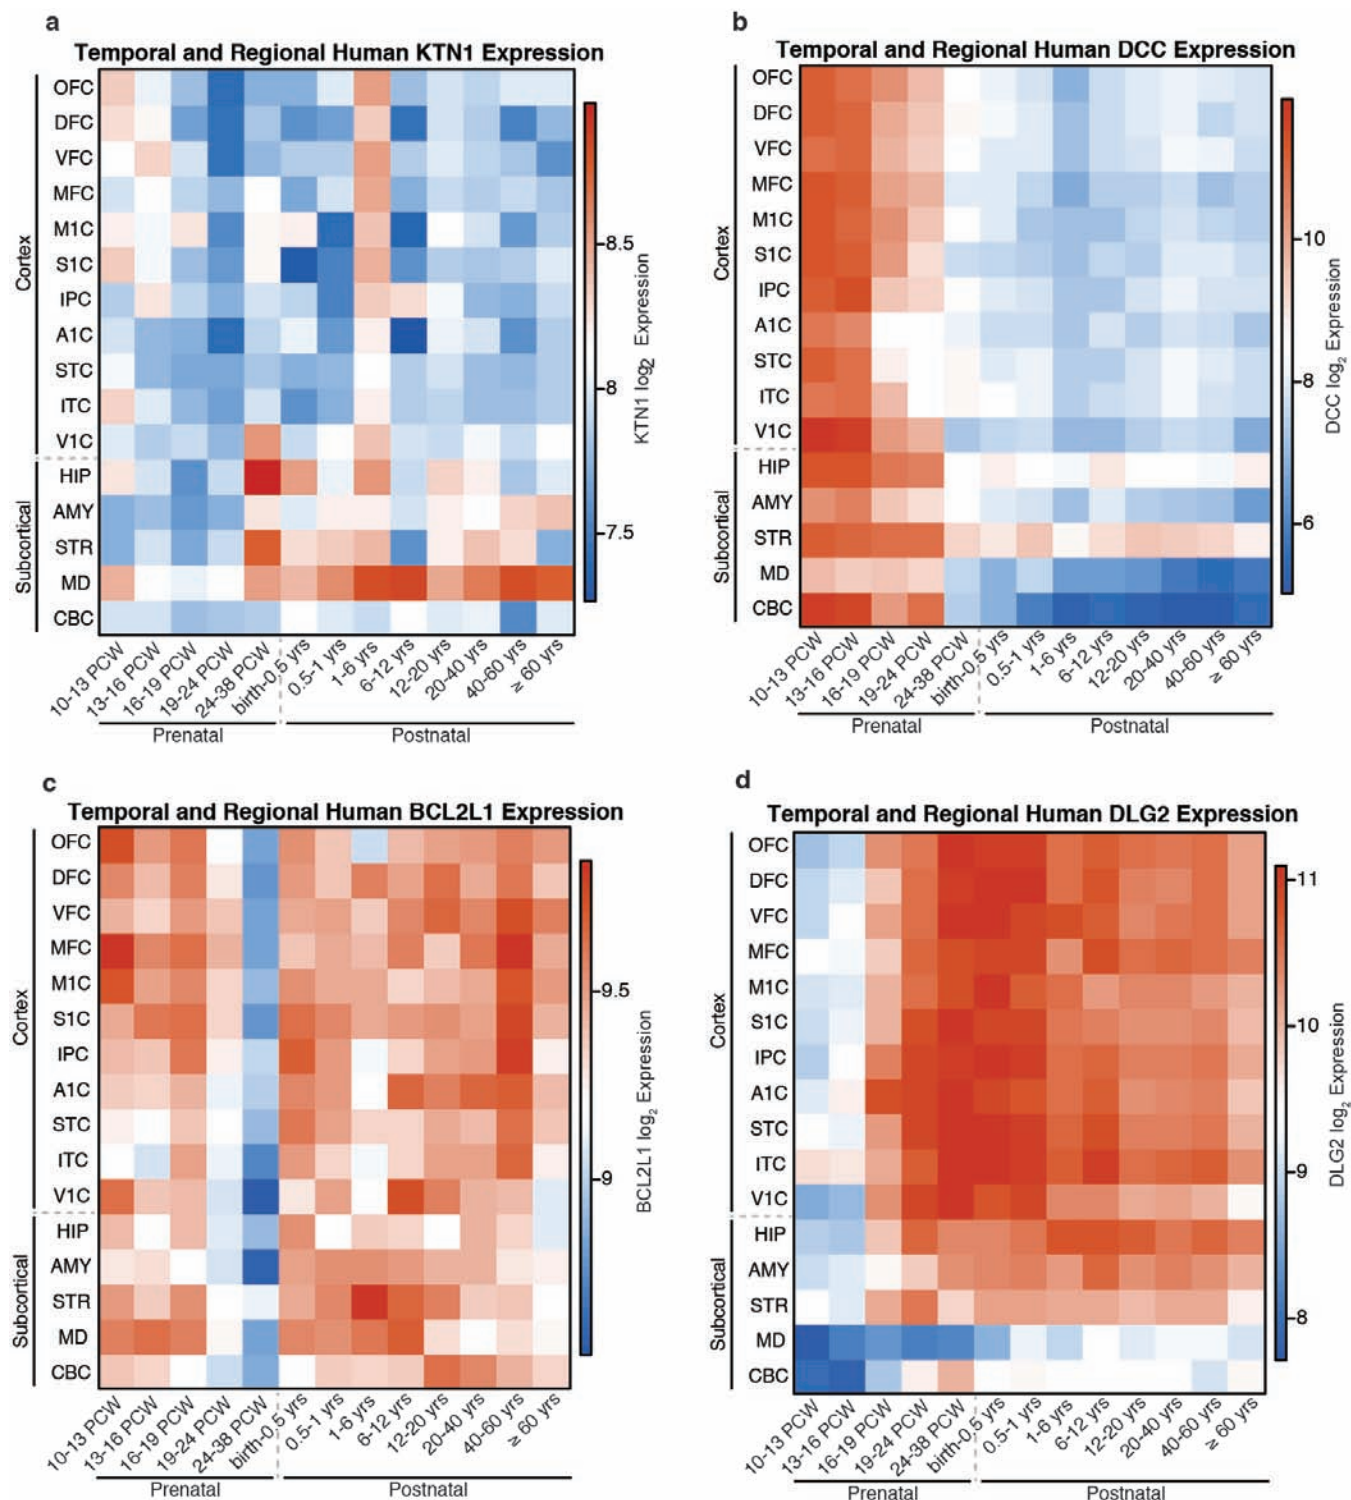 a
Temporal and Regional Human KTN1 Expression
Cortex
OFC
DFC
VFC
MFC
M1C
S1C
IPC
A1C
STC
ITC
V1C
Subcortical
HIP
AMY
STR
MD
CBC
10-13 PCW
13-16 PCW
16-19 PCW
19-24 PCW
24-38 PCW
birth-0.5 yrs
0.5-1 yrs
1-6 yrs
6-12 yrs
12-20 yrs
20-40 yrs
40-60 yrs
≥ 60 yrs
Prenatal
Postnatal
8.5
8
7.5
KTN1 log2 Expression
b
Temporal and Regional Human DCC Expression
Cortex
OFC
DFC
VFC
MFC
M1C
S1C
IPC
A1C
STC
ITC
V1C
Subcortical
HIP
AMY
STR
MD
CBC
10-13 PCW
13-16 PCW
16-19 PCW
19-24 PCW
24-38 PCW
birth-0.5 yrs
0.5-1 yrs
1-6 yrs
6-12 yrs
12-20 yrs
20-40 yrs
40-60 yrs
≥ 60 yrs
Prenatal
Postnatal
10
8
6
DCC log2 Expression
c
Temporal and Regional Human BCL2L1 Expression
Cortex
OFC
DFC
VFC
MFC
M1C
S1C
IPC
A1C
STC
ITC
V1C
Subcortical
HIP
AMY
STR
MD
CBC
10-13 PCW
13-16 PCW
16-19 PCW
19-24 PCW
24-38 PCW
birth-0.5 yrs
0.5-1 yrs
1-6 yrs
6-12 yrs
12-20 yrs
20-40 yrs
40-60 yrs
≥ 60 yrs
Prenatal
Postnatal
9.5
9
BCL2L1 log2 Expression
d
Temporal and Regional Human DLG2 Expression
Cortex
OFC
DFC
VFC
MFC
M1C
S1C
IPC
A1C
STC
ITC
V1C
Subcortical
HIP
AMY
STR
MD
CBC
10-13 PCW
13-16 PCW
16-19 PCW
19-24 PCW
24-38 PCW
birth-0.5 yrs
0.5-1 yrs
1-6 yrs
6-12 yrs
12-20 yrs
20-40 yrs
40-60 yrs
≥ 60 yrs
Prenatal
Postnatal
11
10
9
8
DLG2 log2 Expression